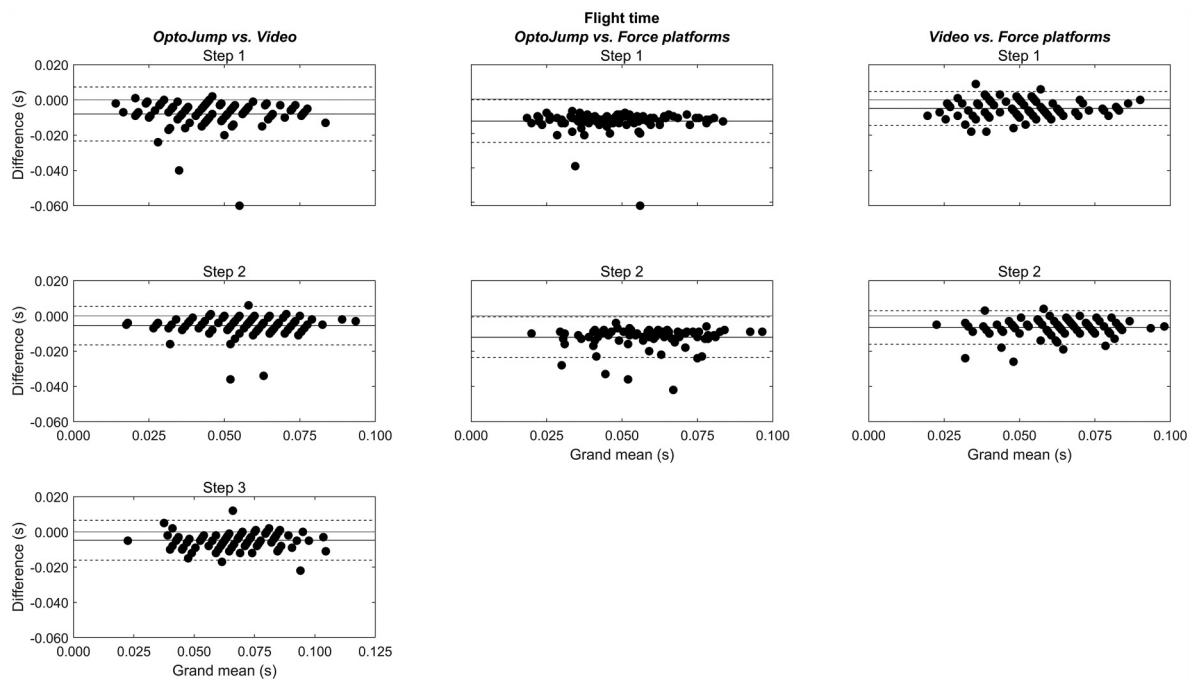 Flight time
OptoJump vs. Video OptoJump vs. Force platforms Video vs. Force platforms
Step 1 Step 1 Step 1
0.020
0.000
-0.020
-0.040
-0.060
Difference (s)
Step 2 Step 2 Step 2
0.020
0.000
-0.020
-0.040
-0.060
Difference (s)
0.000 0.025 0.050 0.075 0.100 0.000 0.025 0.050 0.075 0.100 0.000 0.025 0.050 0.075 0.100
Grand mean (s) Grand mean (s)
Step 3
0.020
0.000
-0.020
-0.040
-0.060
Difference (s)
0.000 0.025 0.050 0.075 0.100 0.125
Grand mean (s)